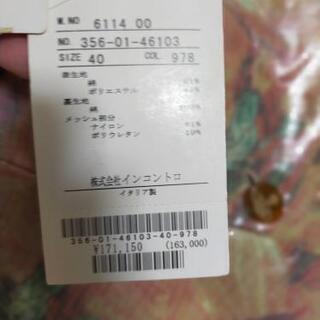 M.NO 6114 00
NO. 356-01-46103
SIZE 40 COL. 978
表生地
綿
ポリエステル
裏生地
綿
メッシュ部分
ナイロン
ポリウレタン
株式会社インコントロ
イタリア製
356-01-46103-40-978
¥171,150 (163,000)